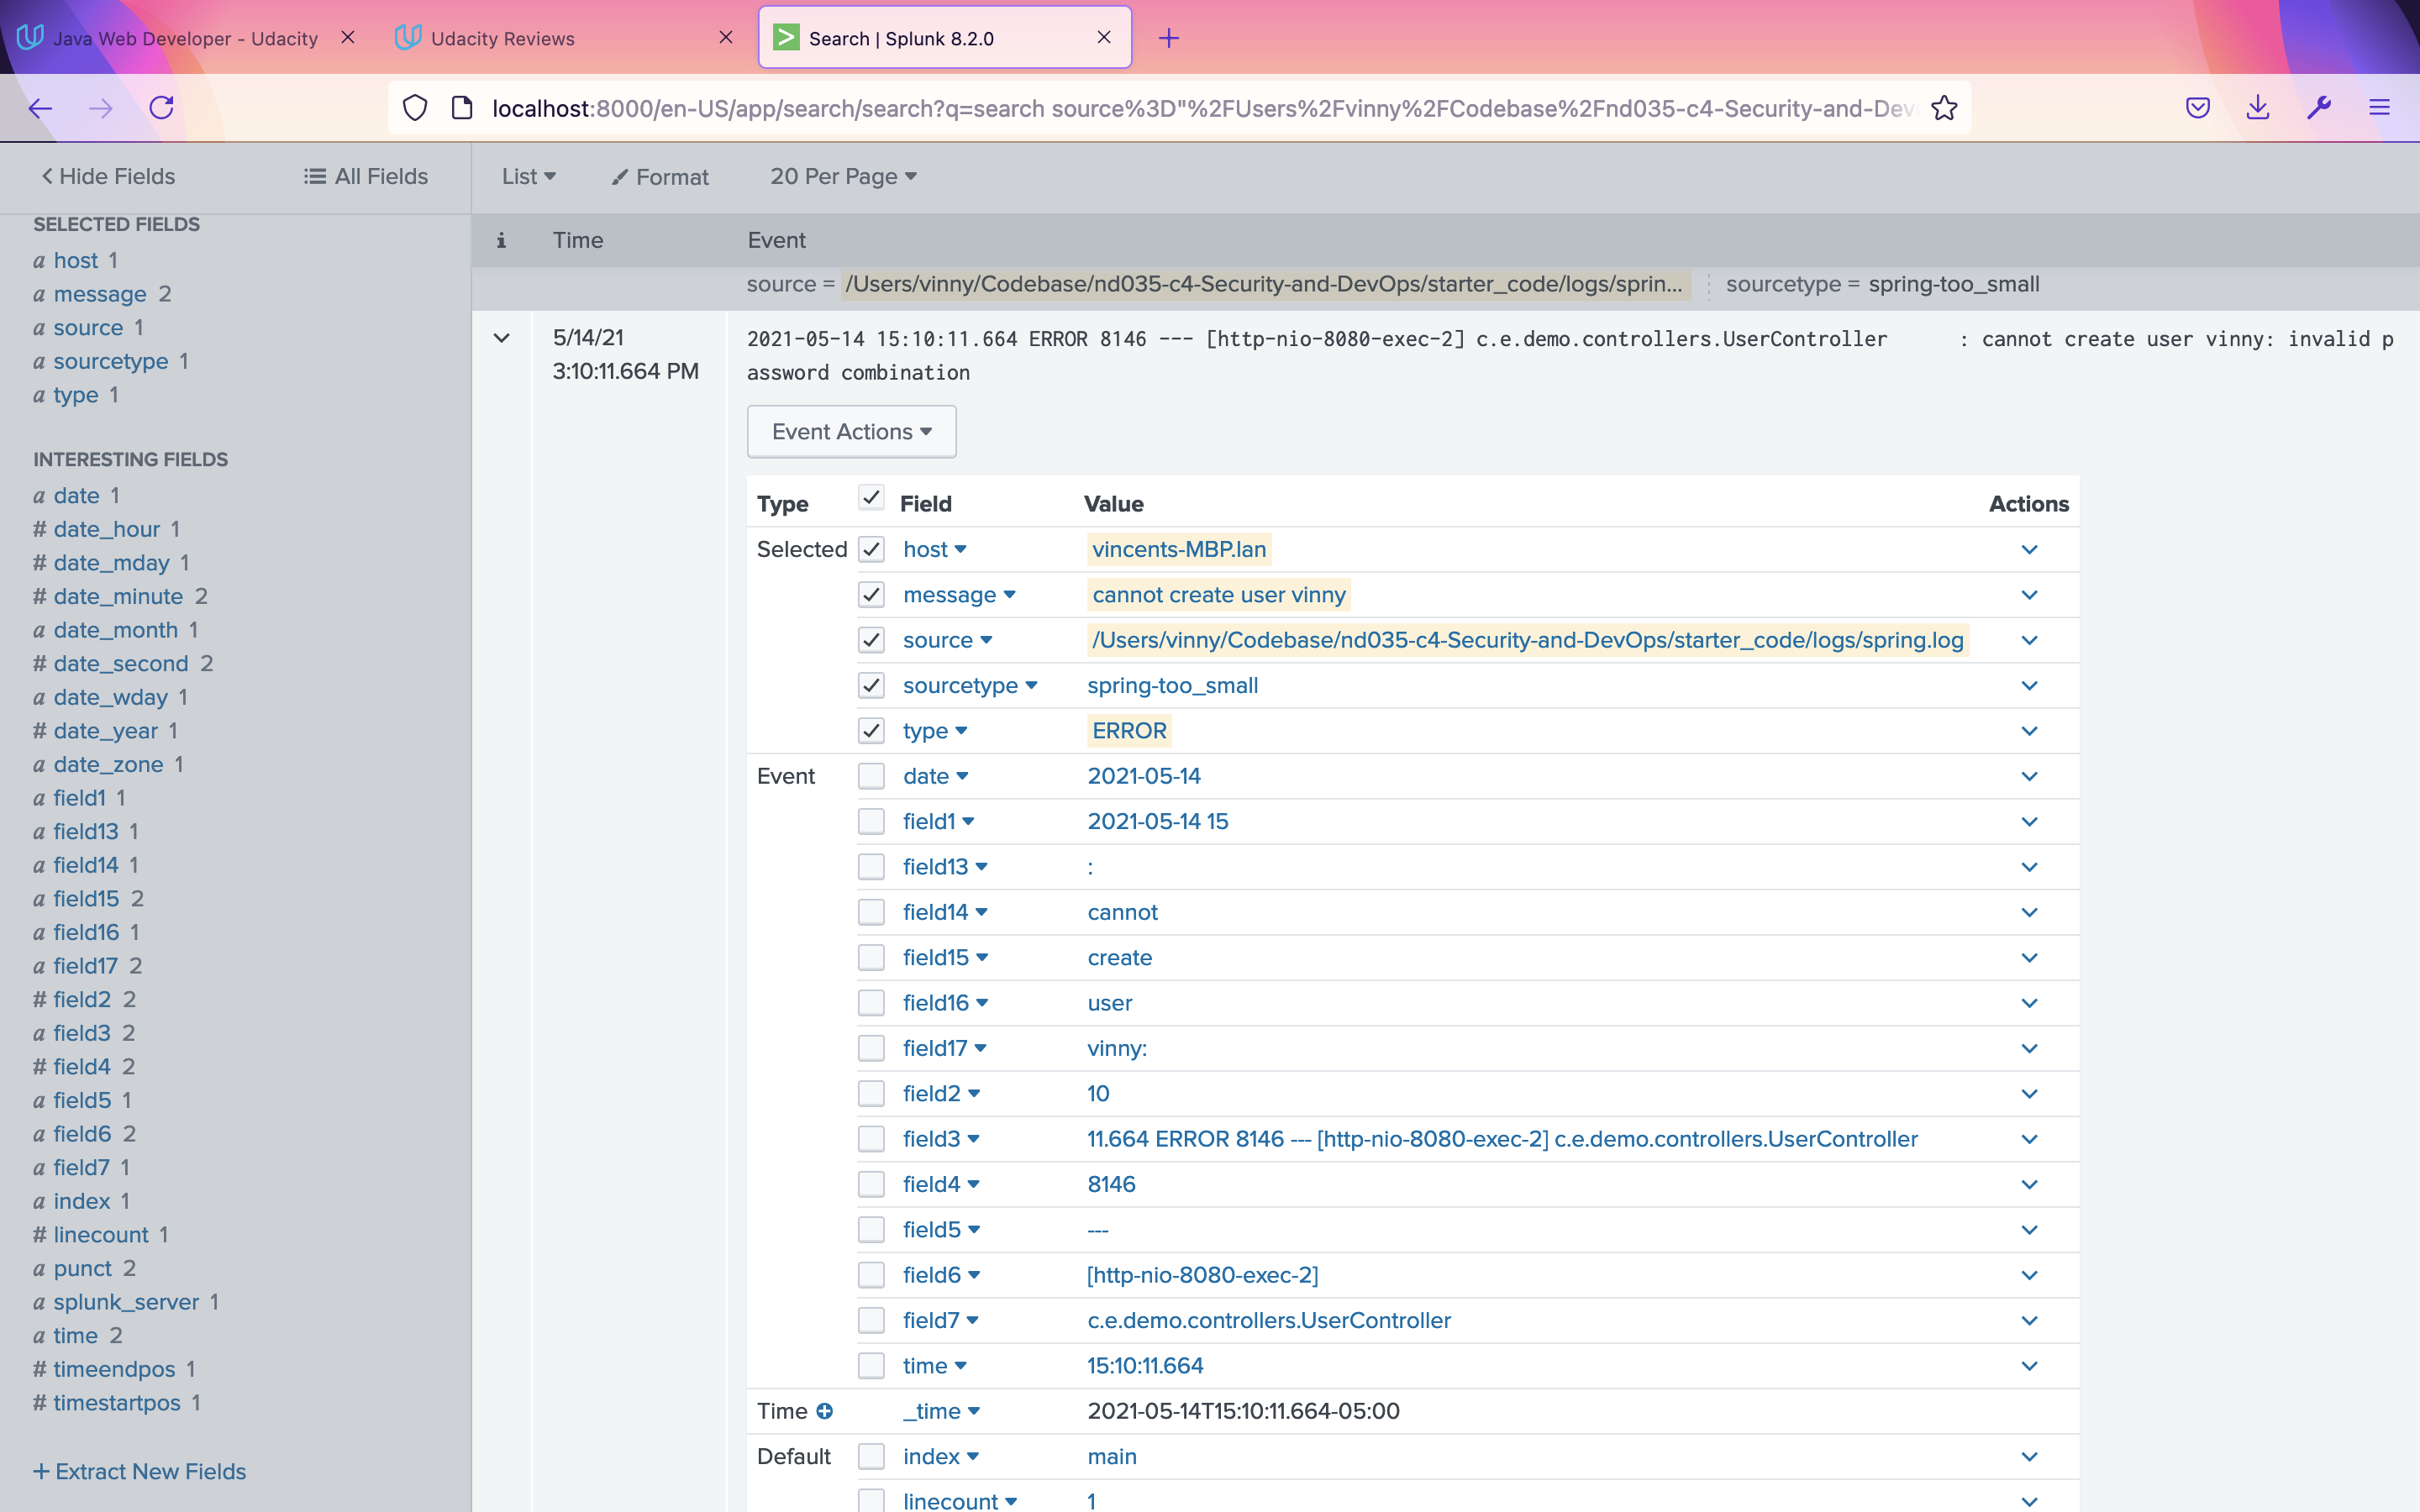 Java Web Developer - Udacity
Udacity Reviews
Search | Splunk 8.2.0
localhost:8000/en-US/app/search/search?q=search source%3D"%2FUsers%2Fvinny%2FCodebase%2Fnd035-c4-Security-and-Dev
Hide Fields
All Fields
List
Format
20 Per Page
SELECTED FIELDS
a host 1
a message 2
a source 1
a sourcetype 1
a type 1
INTERESTING FIELDS
a date 1
# date_hour 1
# date_mday 1
# date_minute 2
a date_month 1
# date_second 2
a date_wday 1
# date_year 1
a date_zone 1
a field1 1
a field13 1
a field14 1
a field15 2
a field16 1
a field17 2
# field2 2
a field3 2
# field4 2
a field5 1
a field6 2
a field7 1
a index 1
# linecount 1
a punct 2
a splunk_server 1
a time 2
# timeendpos 1
# timestartpos 1
+ Extract New Fields
i Time Event
source = /Users/vinny/Codebase/nd035-c4-Security-and-DevOps/starter_code/logs/sprin... sourcetype = spring-too_small
5/14/21
3:10:11.664 PM
2021-05-14 15:10:11.664 ERROR 8146 --- [http-nio-8080-exec-2] c.e.demo.controllers.UserController : cannot create user vinny: invalid p
assword combination
Event Actions
Type Field Value Actions
Selected host vincents-MBP.lan
message cannot create user vinny
source /Users/vinny/Codebase/nd035-c4-Security-and-DevOps/starter_code/logs/spring.log
sourcetype spring-too_small
type ERROR
Event date 2021-05-14
field1 2021-05-14 15
field13 :
field14 cannot
field15 create
field16 user
field17 vinny:
field2 10
field3 11.664 ERROR 8146 --- [http-nio-8080-exec-2] c.e.demo.controllers.UserController
field4 8146
field5 ---
field6 [http-nio-8080-exec-2]
field7 c.e.demo.controllers.UserController
time 15:10:11.664
Time _time 2021-05-14T15:10:11.664-05:00
Default index main
linecount 1